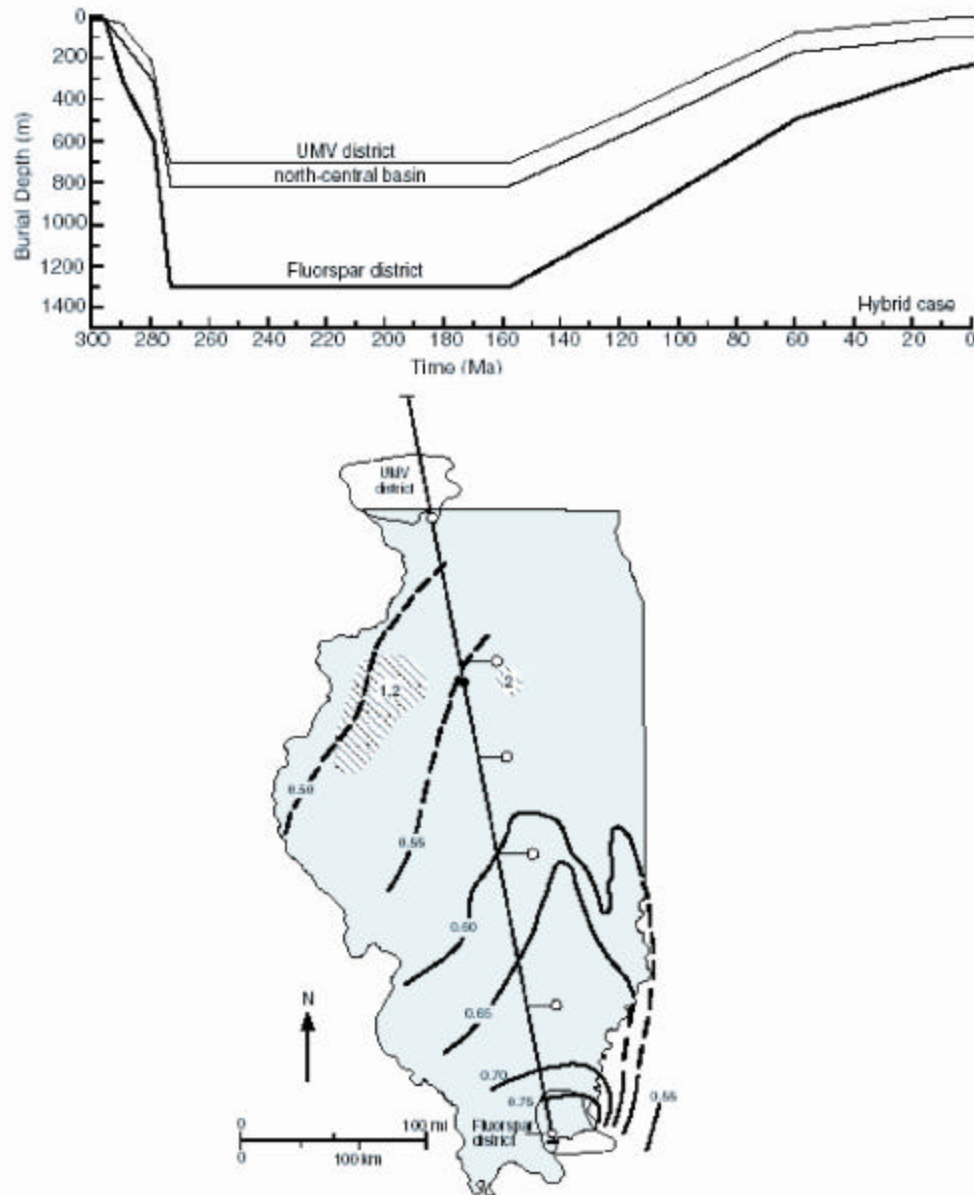 0
200
400
600
800
1000
1200
1400
Burial Depth (m)
UMV district
north-central basin
Fluorspar district
Hybrid case
300 280 260 240 220 200 180 160 140 120 100 80 60 40 20 0
Time (Ma)
UMV
district
1.2
2
0.50
0.55
0.60
0.65
0.70
0.75
0.55
N
0 100 mi
0 100 km
Fluorspar
district